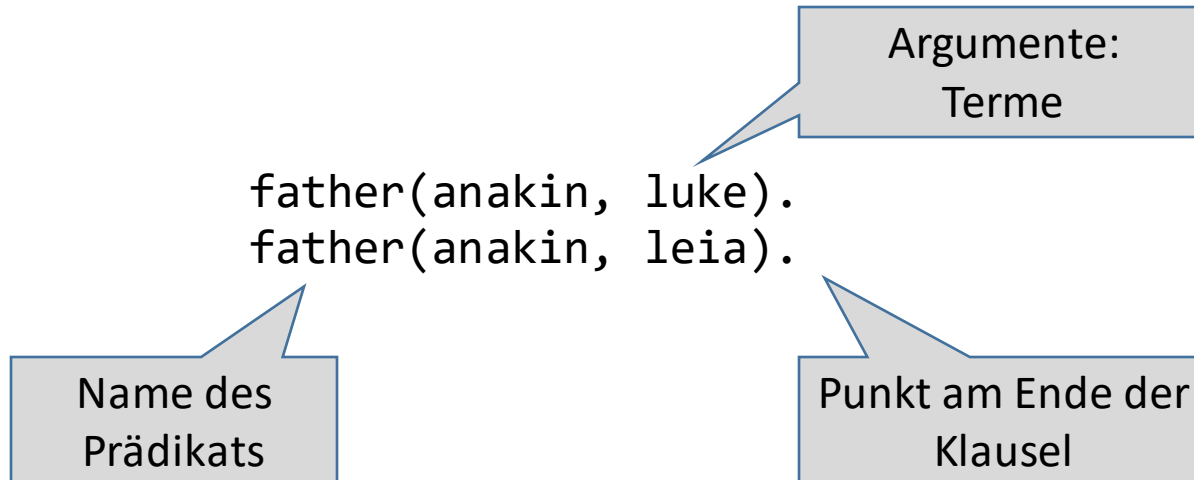 Argumente:
Terme
father(anakin, luke).
father(anakin, leia).
Name des
Prädikats
Punkt am Ende der
Klausel